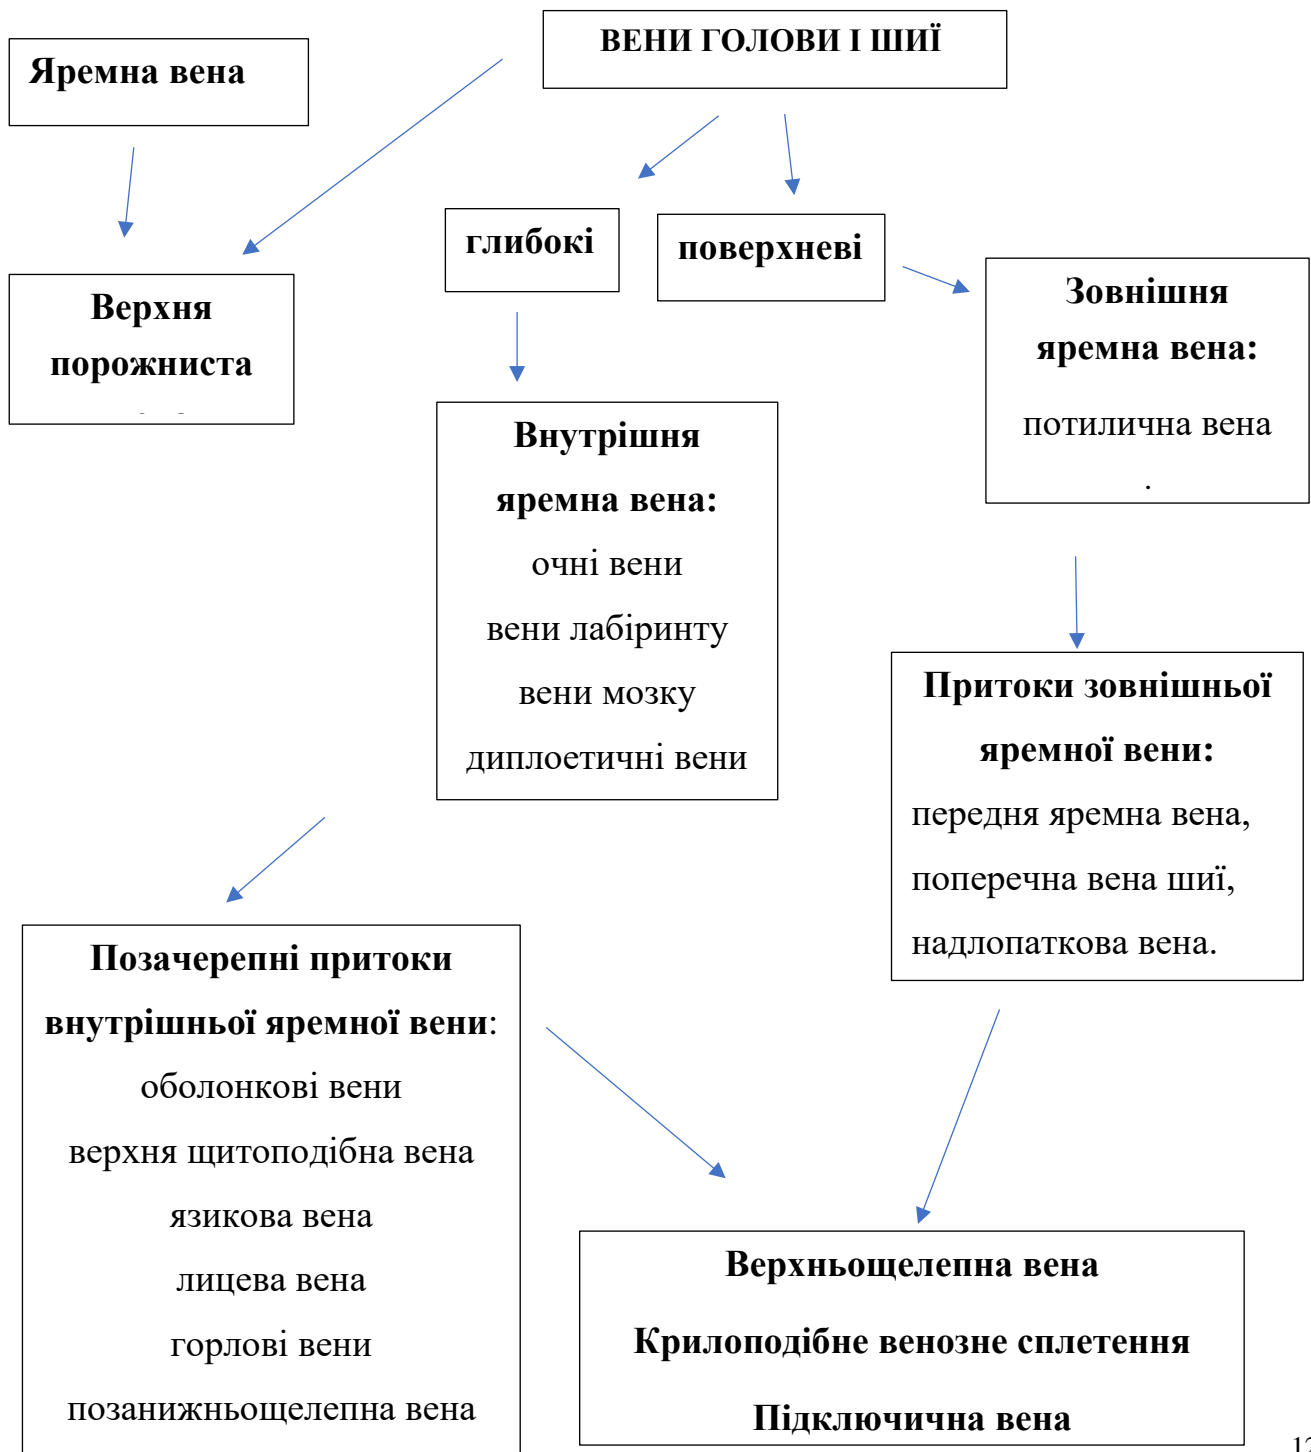 ВЕНИ ГОЛОВИ І ШИЇ
Яремна вена
глибокі
поверхневі
Верхня
порожниста
Зовнішня
яремна вена:
потилична вена
.
Внутрішня
яремна вена:
очні вени
вени лабіринту
вени мозку
диплоетичні вени
Притоки зовнішньої
яремної вени:
передня яремна вена,
поперечна вена шиї,
надлопаткова вена.
Позачерепні притоки
внутрішньої яремної вени:
оболонкові вени
верхня щитоподібна вена
язикова вена
лицева вена
горлові вени
позанижньощелепна вена
Верхньощелепна вена
Крилоподібне венозне сплетення
Підключична вена